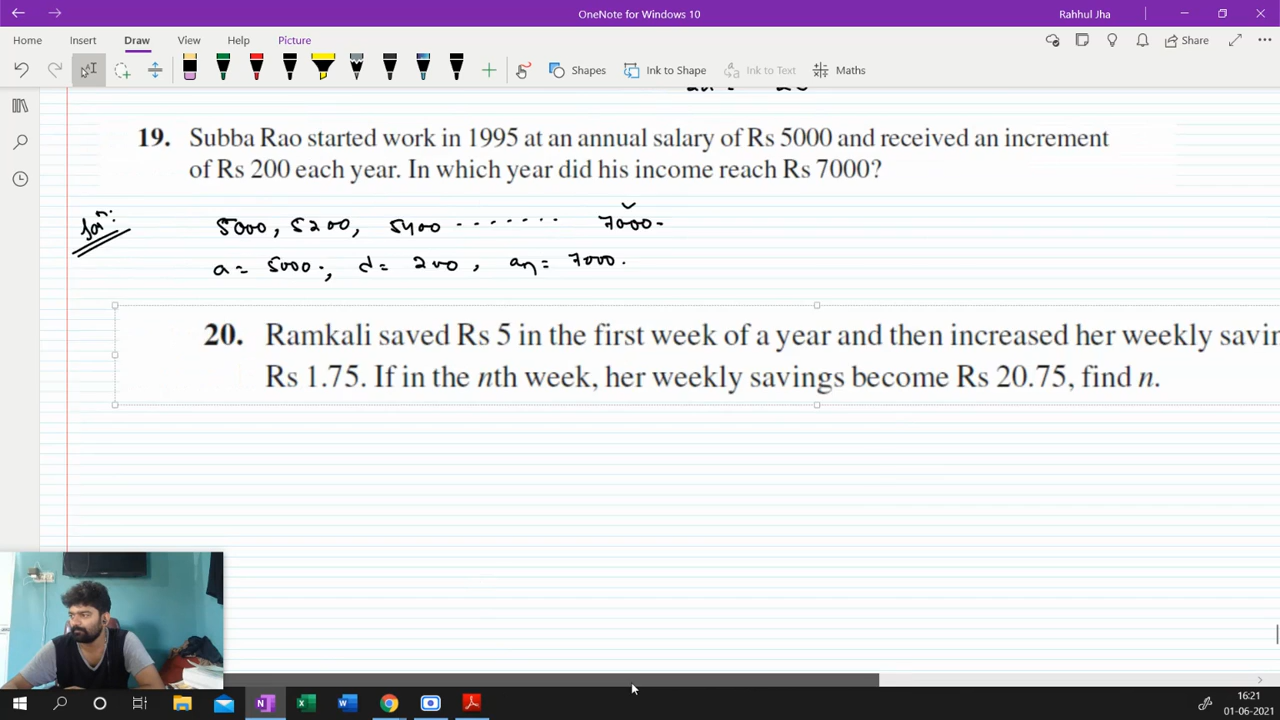 OneNote for Windows 10
Rahhul Jha
Home Insert Draw View Help Picture
Share
Shapes Ink to Shape Ink to Text Maths
19. Subba Rao started work in 1995 at an annual salary of Rs 5000 and received an increment
of Rs 200 each year. In which year did his income reach Rs 7000?
Soln:
5000, 5200, 5400 ........ 7000.
a = 5000., d = 200, an = 7000.
20. Ramkali saved Rs 5 in the first week of a year and then increased her weekly
Rs 1.75. If in the nth week, her weekly savings become Rs 20.75, find n.
16:21
01-06-2021